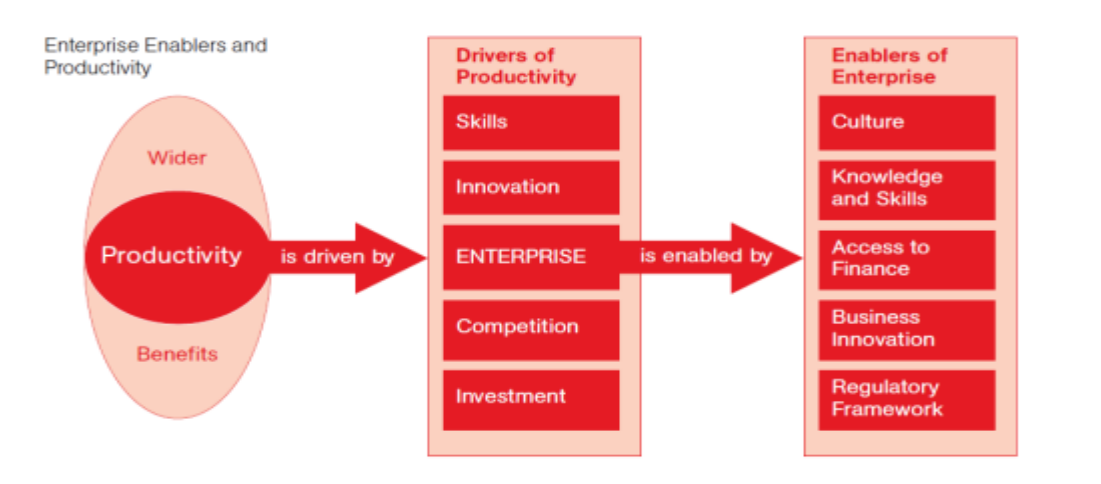 Enterprise Enablers and
Productivity
Wider
Productivity
Benefits
is driven by
Drivers of
Productivity
Skills
Innovation
ENTERPRISE
Competition
Investment
is enabled by
Enablers of
Enterprise
Culture
Knowledge
and Skills
Access to
Finance
Business
Innovation
Regulatory
Framework